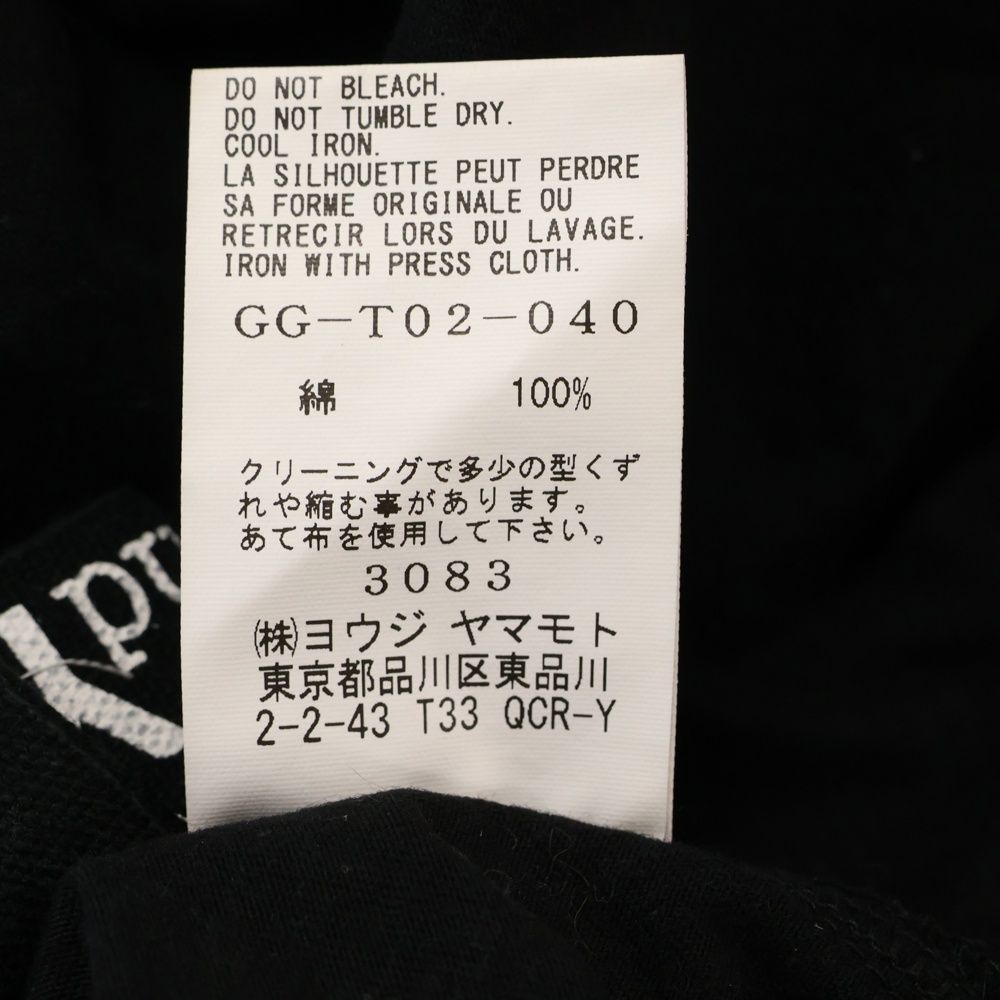 DO NOT BLEACH.
DO NOT TUMBLE DRY.
COOL IRON.
LA SILHOUETTE PEUT PERDRE
SA FORME ORIGINALE OU
RETRECIR LORS DU LAVAGE.
IRON WITH PRESS CLOTH.
GG-T02-040
綿 100%
クリーニングで多少の型くず
れや縮む事があります。
あて布を使用して下さい。
3083
㈱ヨウジ ヤマモト
東京都品川区東品川
2-2-43 T33 QCR-Y